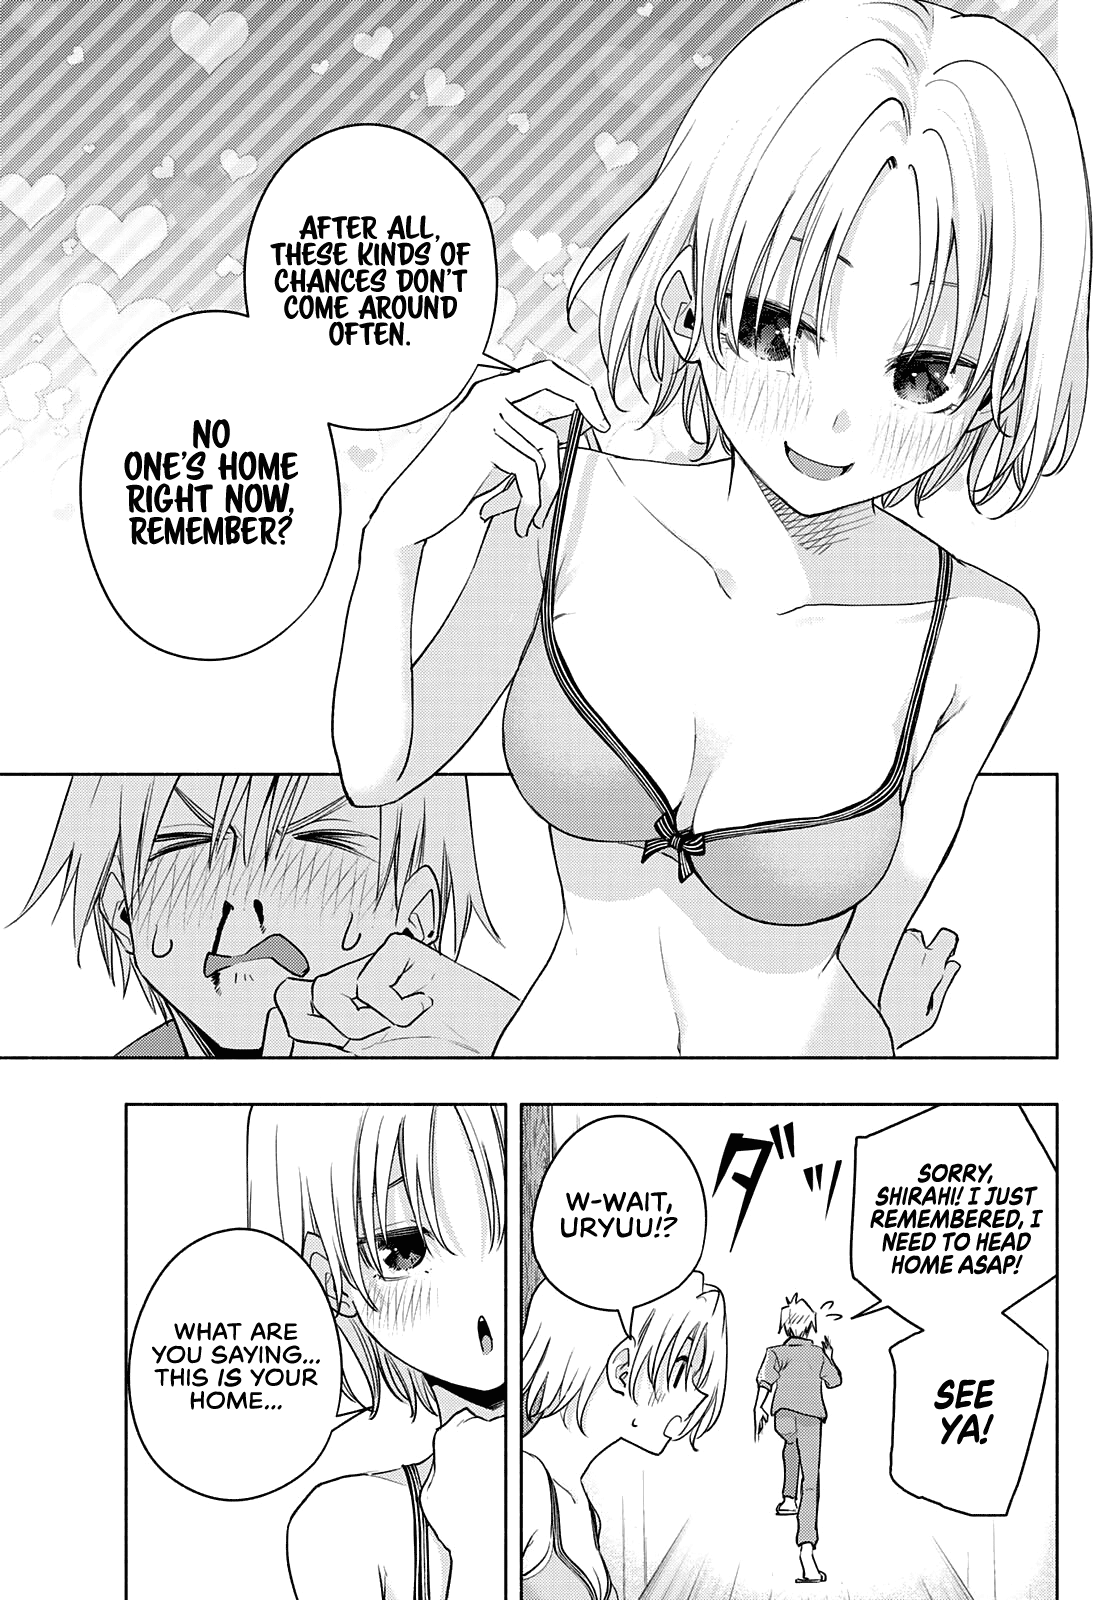 AFTER ALL,
THESE KINDS OF
CHANCES DON'T
COME AROUND
OFTEN.
NO
ONE'S HOME
RIGHT NOW,
REMEMBER?
SORRY,
SHIRAHI! I JUST
REMEMBERED, I
NEED TO HEAD
HOME ASAP!
SEE
YA!
ダッ
W-WAIT,
URYUU!?
WHAT ARE
YOU SAYING...
THIS IS YOUR
HOME...